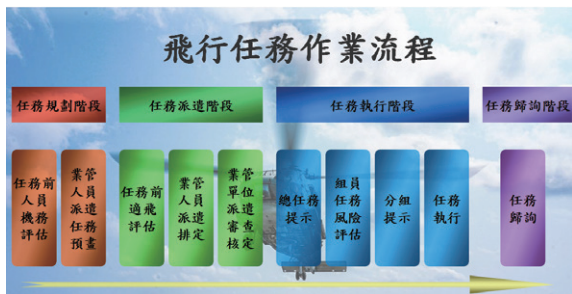 飛行任務作業流程
任務規劃階段
任務派遣階段
任務執行階段
任務歸詢階段
任務前
人員
機務
評估
業管
人員
派遣
任務
預畫
任務前
適飛
評估
業管
人員
派遣
排定
業管
單位
派遣
審查
核定
總任務
提示
組員
任務
風險
評估
分組
提示
任務
執行
任務
歸詢